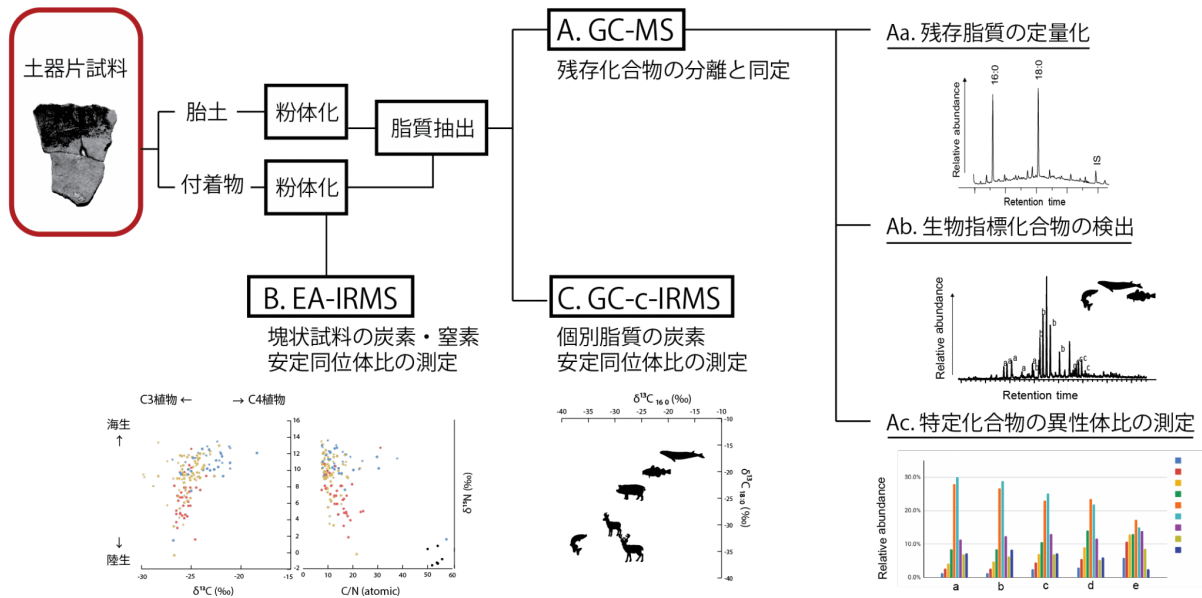 土器片試料
胎土
付着物
粉体化
粉体化
脂質抽出
A. GC-MS
残存化合物の分離と同定
B. EA-IRMS
塊状試料の炭素・窒素
安定同位体比の測定
C. GC-c-IRMS
個別脂質の炭素
安定同位体比の測定
Aa. 残存脂質の定量化
Relative abundance
16:0
18:0
IS
Retention time
Ab. 生物指標化合物の検出
Relative abundance
a a a a b b b b b c c
Retention time
Ac. 特定化合物の異性体比の測定
Relative abundance
30.0%
20.0%
10.0%
0.0%
a b c d e
C3植物 ← → C4植物
海生
↑
↓
陸生
-30 -25 -20 -15
δ¹³C (‰)
16
14
12
10
8
6
4
2
0
-2
0 10 20 30 40 50 60
C/N (atomic)
δ¹⁵N (‰)
δ¹³C 16:0 (‰)
-40 -35 -30 -25 -20 -15 -10
-10
-15
-20
-25
-30
-35
-40
δ¹³C 18:0 (‰)